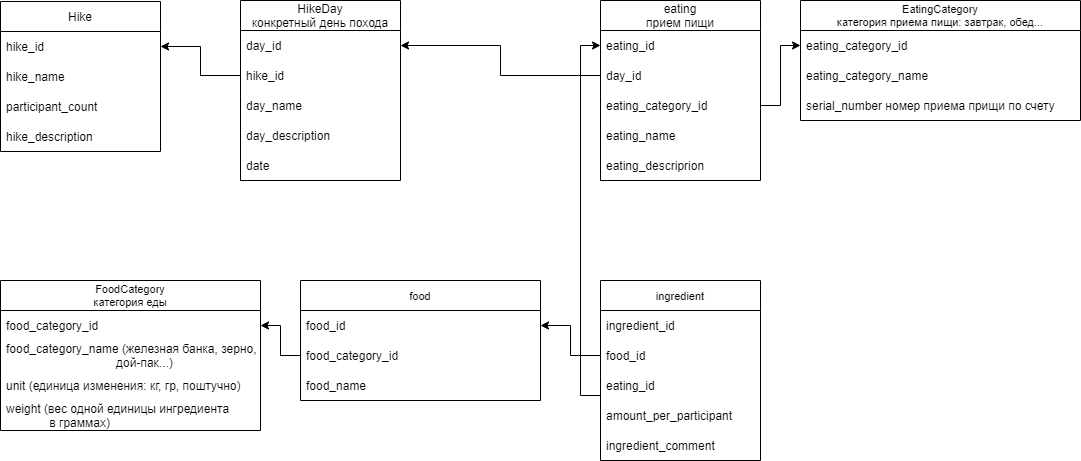 Hike
hike_id
hike_name
participant_count
hike_description
HikeDay
конкретный день похода
day_id
hike_id
day_name
day_description
date
eating
прием пищи
eating_id
day_id
eating_category_id
eating_name
eating_descriprion
EatingCategory
категория приема пищи: завтрак, обед...
eating_category_id
eating_category_name
serial_number номер приема прищи по счету
FoodCategory
категория еды
food_category_id
food_category_name (железная банка, зерно,
дой-пак...)
unit (единица изменения: кг, гр, поштучно)
weight (вес одной единицы ингредиента
в граммах)
food
food_id
food_category_id
food_name
ingredient
ingredient_id
food_id
eating_id
amount_per_participant
ingredient_comment